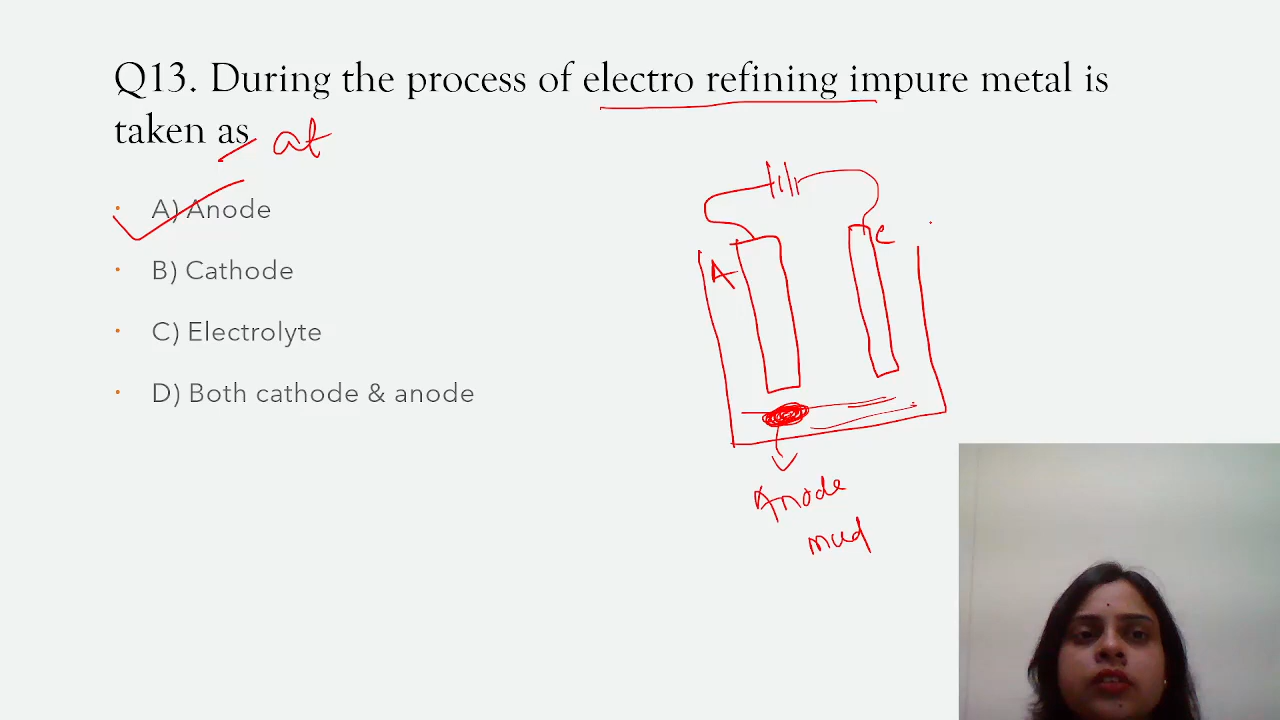 Q13. During the process of electro refining impure metal is
taken as at
• A) Anode
• B) Cathode
• C) Electrolyte
• D) Both cathode & anode
A
C
Anode
mud